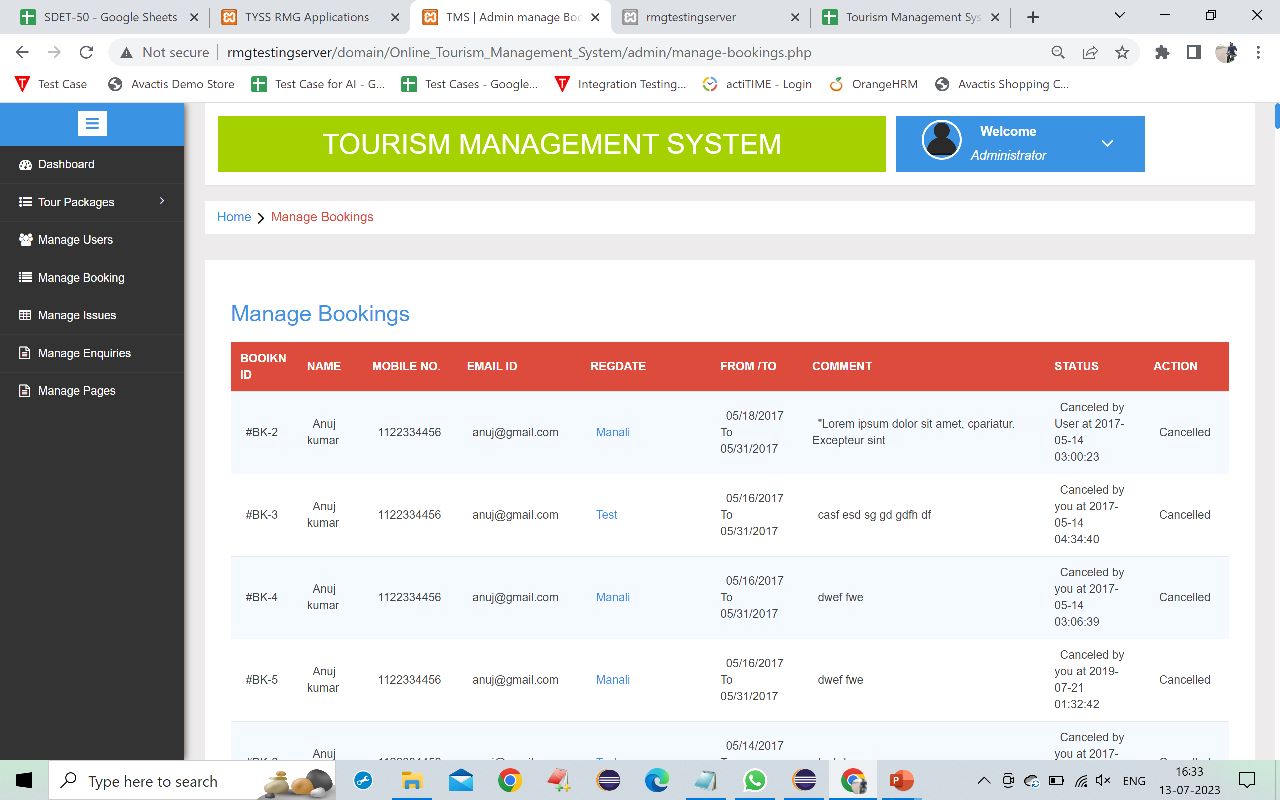 SDET-50 - Google Sheets
TYSS RMG Applications
TMS | Admin manage Boo
rmgtestingserver
Tourism Management Sys
Not secure
rmgtestingserver/domain/Online_Tourism_Management_System/admin/manage-bookings.php
Test Case
Avactis Demo Store
Test Case for AI - G...
Test Cases - Google...
Integration Testing...
actiTIME - Login
OrangeHRM
Avactis Shopping C...
TOURISM MANAGEMENT SYSTEM
Welcome
Administrator
Dashboard
Tour Packages
Manage Users
Manage Booking
Manage Issues
Manage Enquiries
Manage Pages
Home > Manage Bookings
Manage Bookings
BOOIKN ID NAME MOBILE NO. EMAIL ID REGDATE FROM /TO COMMENT STATUS ACTION
#BK-2 Anuj kumar 1122334456 anuj@gmail.com Manali 05/18/2017 To 05/31/2017 "Lorem ipsum dolor sit amet, cpariatur. Excepteur sint Canceled by User at 2017-05-14 03:00:23 Cancelled
#BK-3 Anuj kumar 1122334456 anuj@gmail.com Test 05/16/2017 To 05/31/2017 casf esd sg gd gdfh df Canceled by you at 2017-05-14 04:34:40 Cancelled
#BK-4 Anuj kumar 1122334456 anuj@gmail.com Manali 05/16/2017 To 05/31/2017 dwef fwe Canceled by you at 2017-05-14 03:06:39 Cancelled
#BK-5 Anuj kumar 1122334456 anuj@gmail.com Manali 05/16/2017 To 05/31/2017 dwef fwe Canceled by you at 2019-07-21 01:32:42 Cancelled
Anuj 05/14/2017 Canceled by you at 2017-
Type here to search
ENG
16:33
13-07-2023